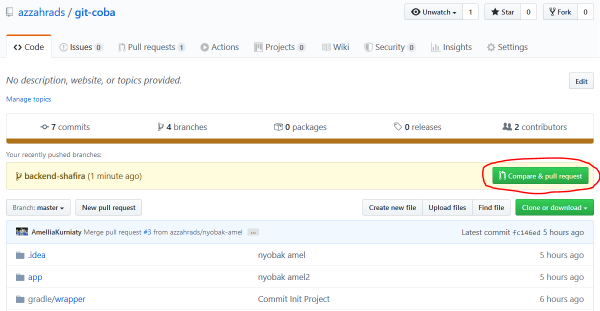 azzahrads / git-coba
Unwatch 1 Star 0 Fork 0
Code Issues 0 Pull requests 1 Actions Projects 0 Wiki Security 0 Insights Settings
No description, website, or topics provided. Edit
Manage topics
7 commits 4 branches 0 packages 0 releases 2 contributors
Your recently pushed branches:
backend-shafira (1 minute ago) Compare & pull request
Branch: master New pull request Create new file Upload files Find file Clone or download
AmelliaKurniaty Merge pull request #3 from azzahrads/nyobak-amel ... Latest commit fc146ed 5 hours ago
.idea nyobak amel 5 hours ago
app nyobak amel2 5 hours ago
gradle/wrapper Commit Init Project 6 hours ago